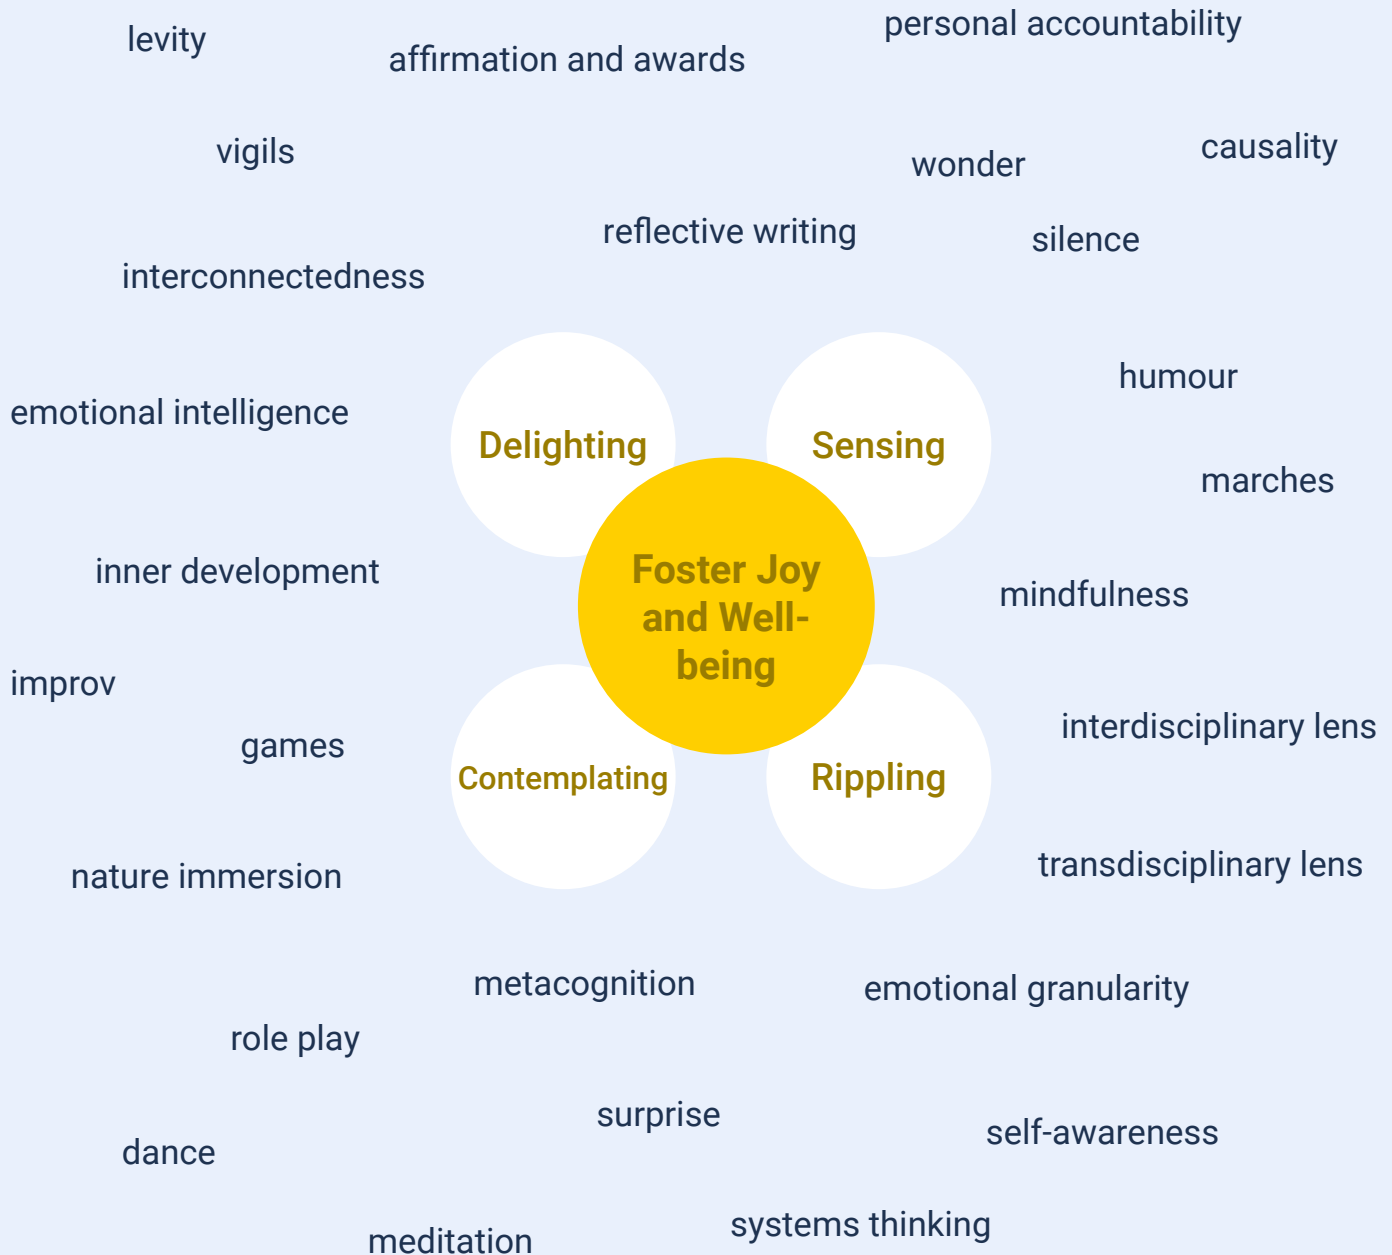 personal accountability
levity
affirmation and awards
vigils
causality
wonder
reflective writing
silence
interconnectedness
humour
emotional intelligence
Delighting
Sensing
marches
Foster Joy
and Well-
being
inner development
mindfulness
improv
games
interdisciplinary lens
Contemplating
Rippling
nature immersion
transdisciplinary lens
metacognition
emotional granularity
role play
surprise
self-awareness
dance
systems thinking
meditation